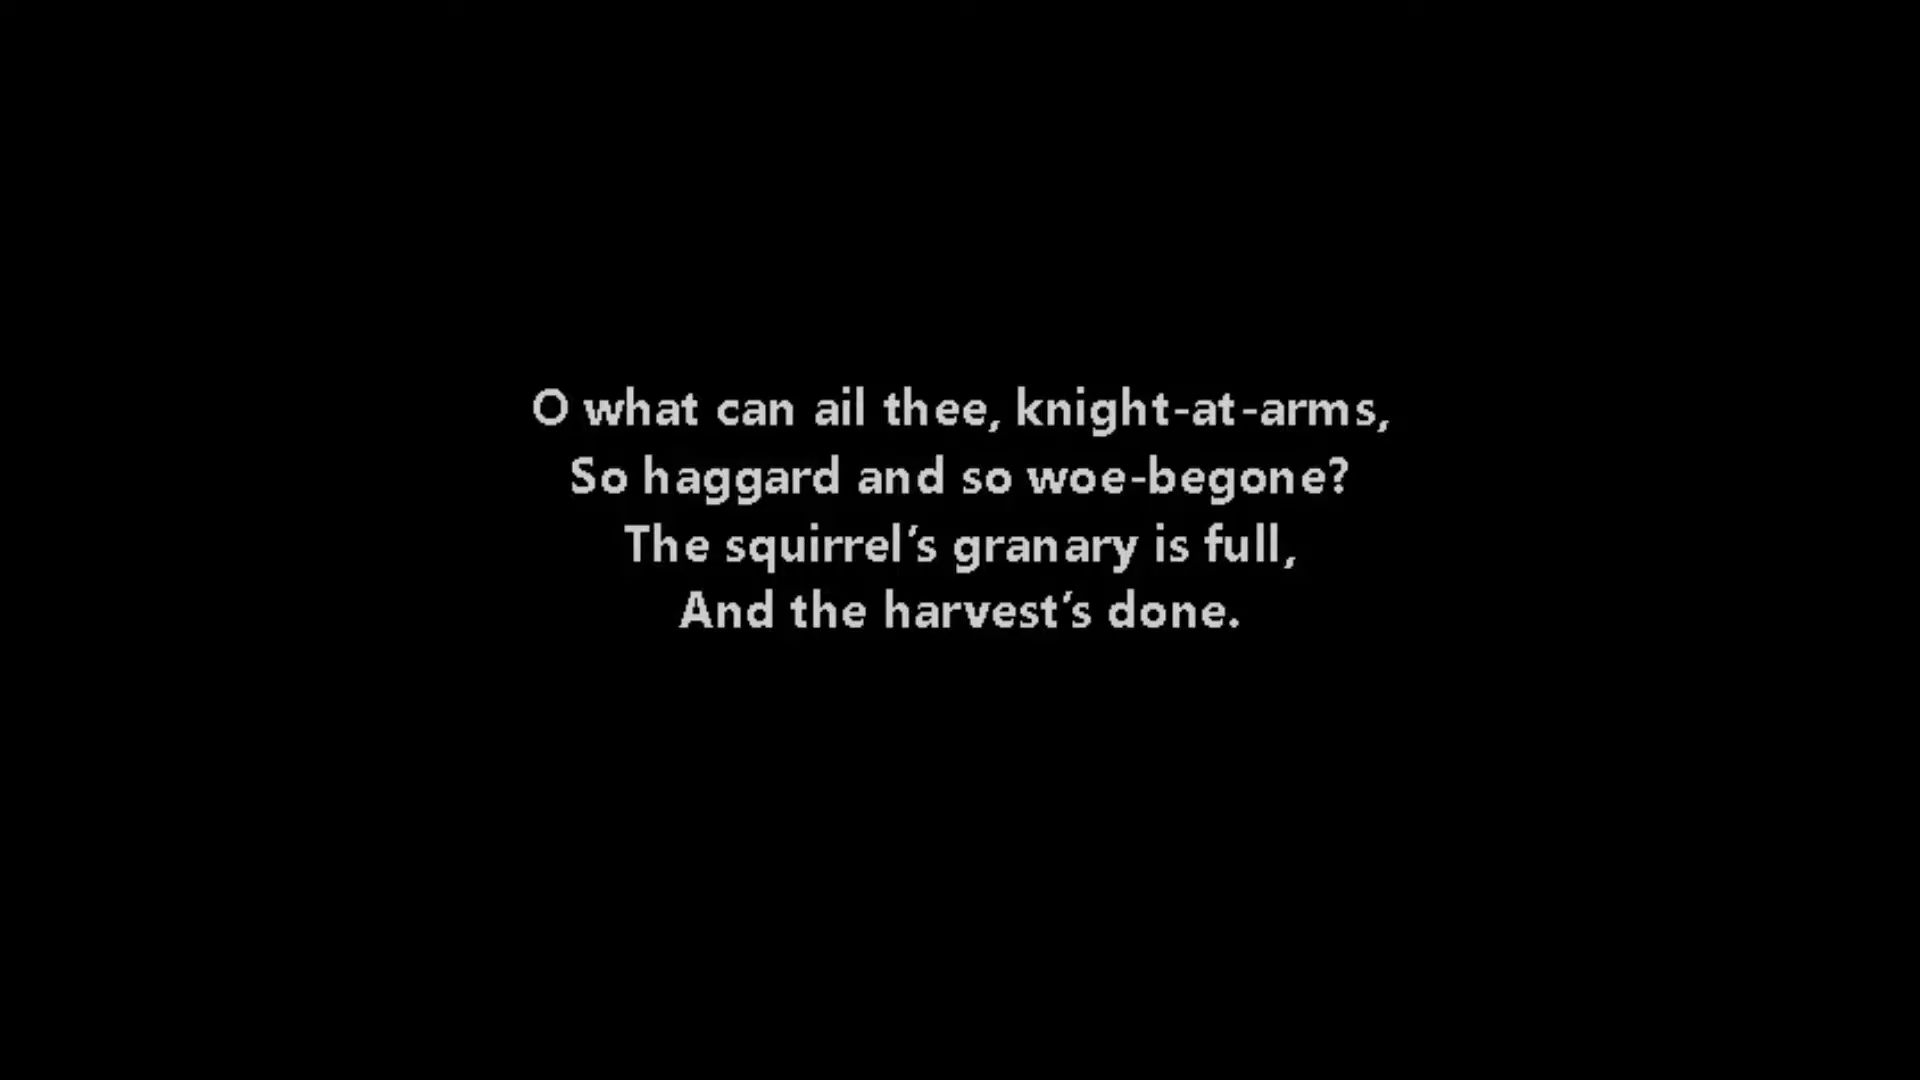 O what can ail thee, knight-at-arms,
So haggard and so woe-begone?
The squirrel’s granary is full,
And the harvest’s done.